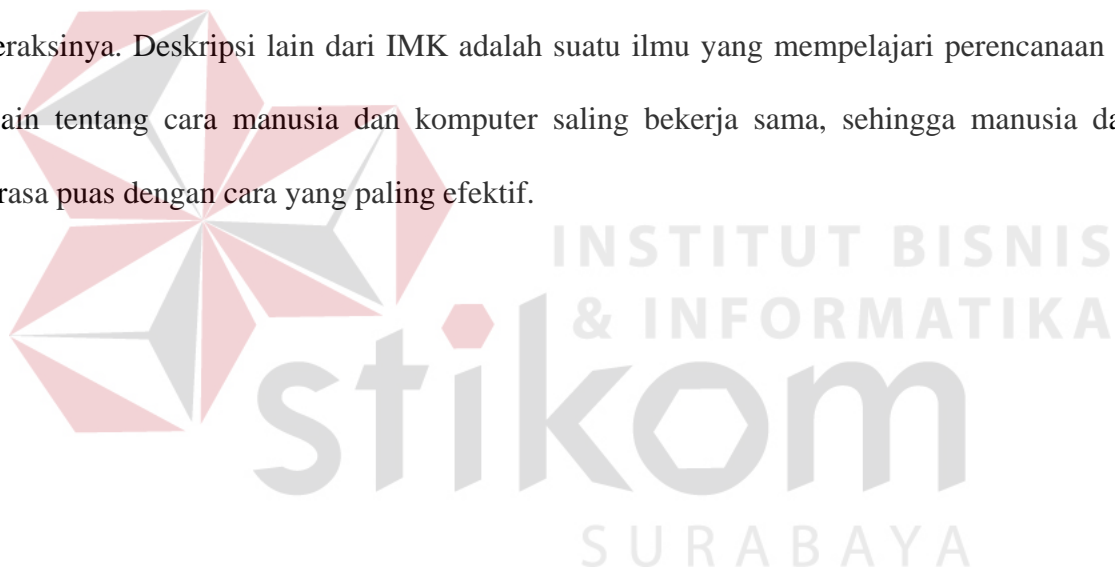 eraksinya. Deskripsi lain dari IMK adalah suatu ilmu yang mempelajari perencanaan
ain tentang cara manusia dan komputer saling bekerja sama, sehingga manusia da
rasa puas dengan cara yang paling efektif.
INSTITUT BISNIS
& INFORMATIKA
stikom
SURABAYA